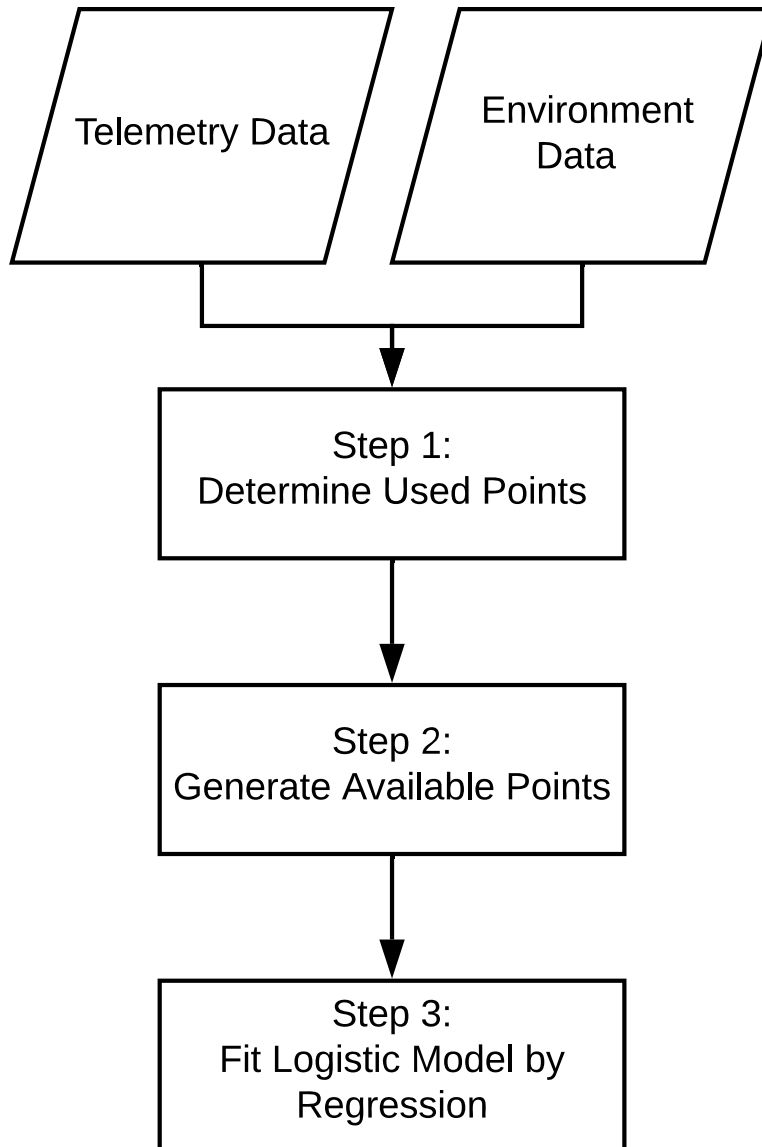 Telemetry Data
Environment
Data
Step 1:
Determine Used Points
Step 2:
Generate Available Points
Step 3:
Fit Logistic Model by
Regression